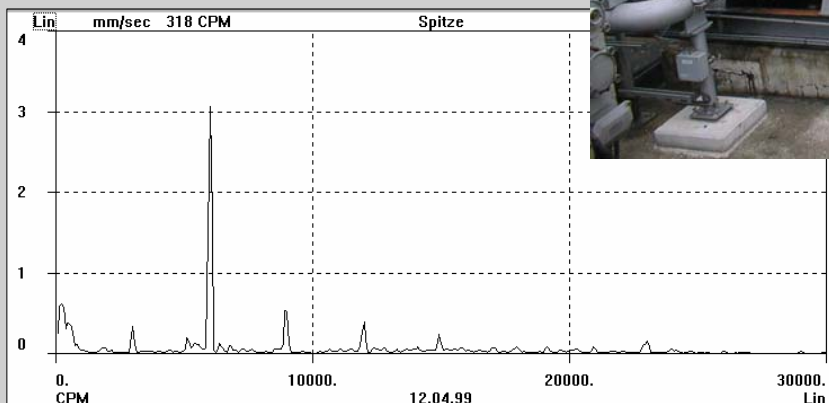 Lin mm/sec 318 CPM Spitze
4
3
2
1
0
0. 10000. 20000. 30000.
CPM 12.04.99 Lin